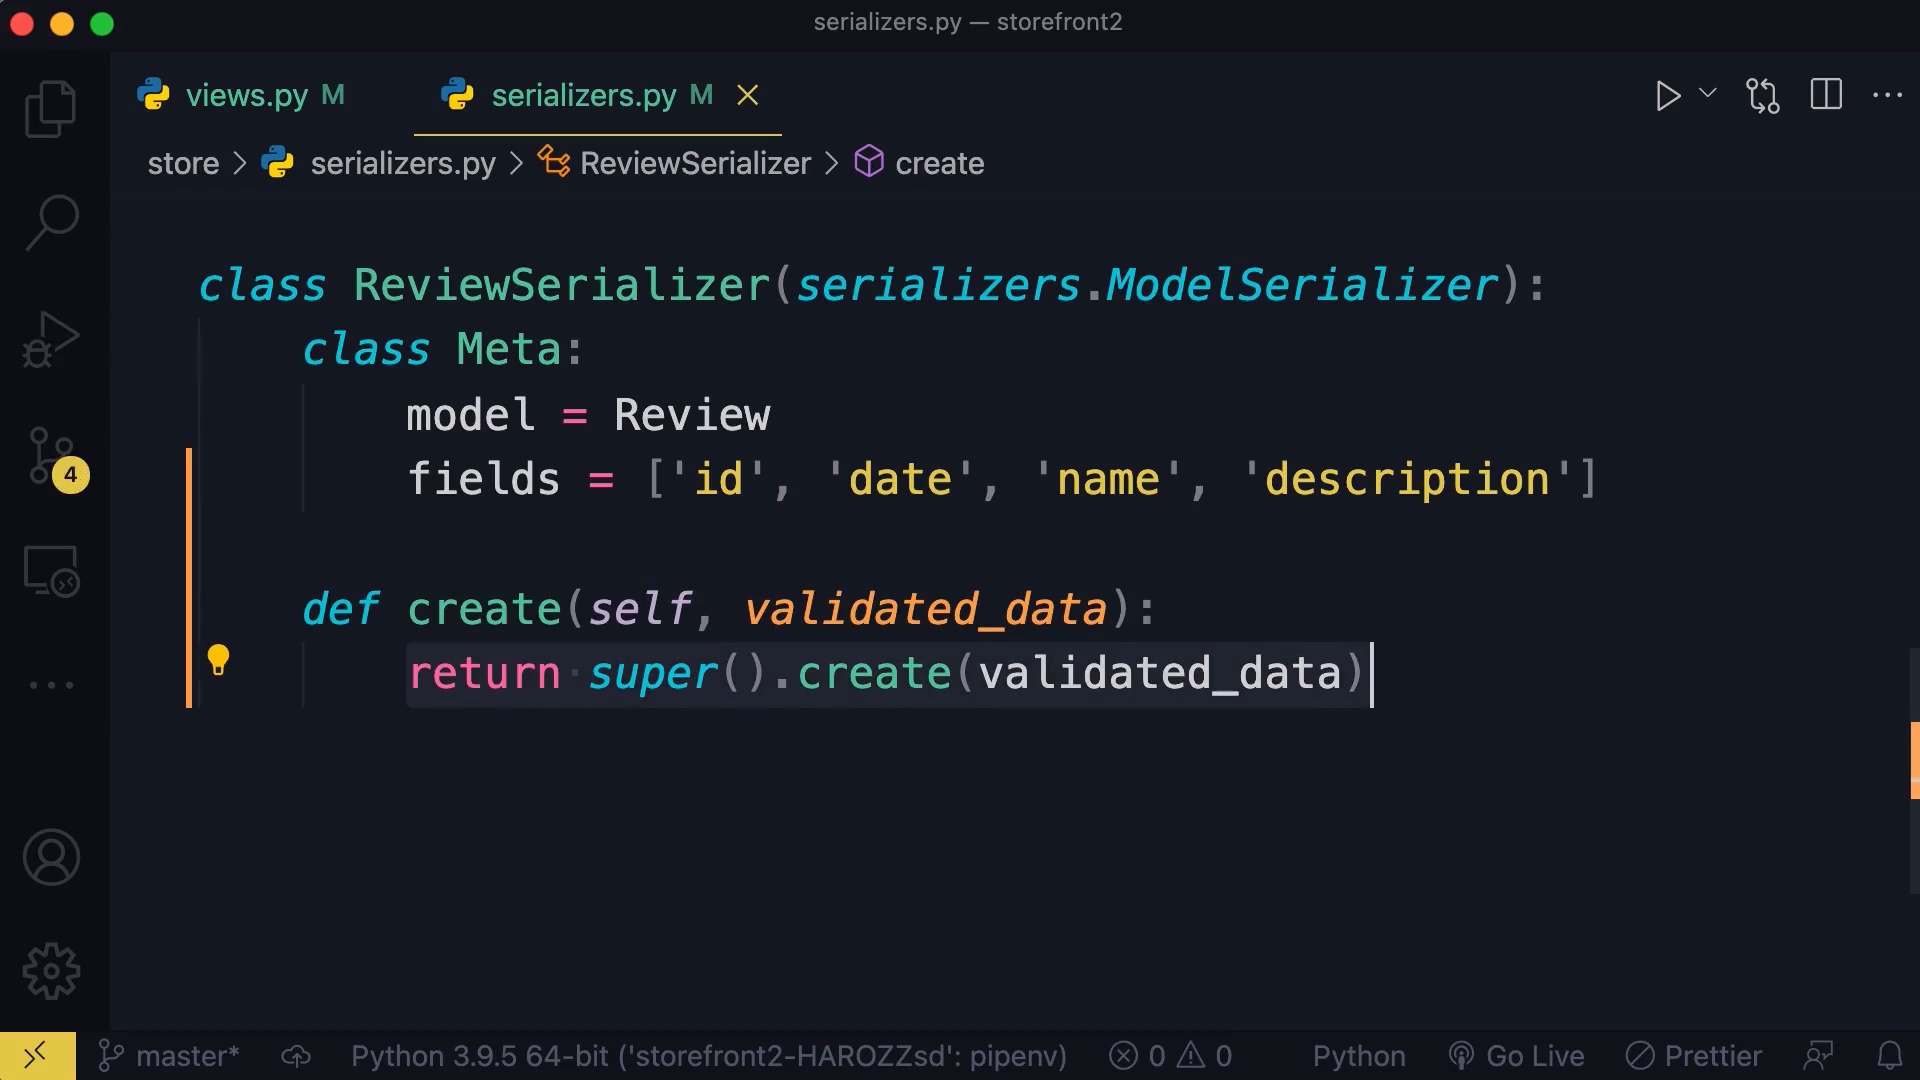 serializers.py — storefront2
views.py M serializers.py M
store > serializers.py > ReviewSerializer > create
class ReviewSerializer(serializers.ModelSerializer):
class Meta:
model = Review
fields = ['id', 'date', 'name', 'description']
def create(self, validated_data):
return super().create(validated_data)
4
master* Python 3.9.5 64-bit ('storefront2-HAROZZsd': pipenv) 0 0 Python Go Live Prettier